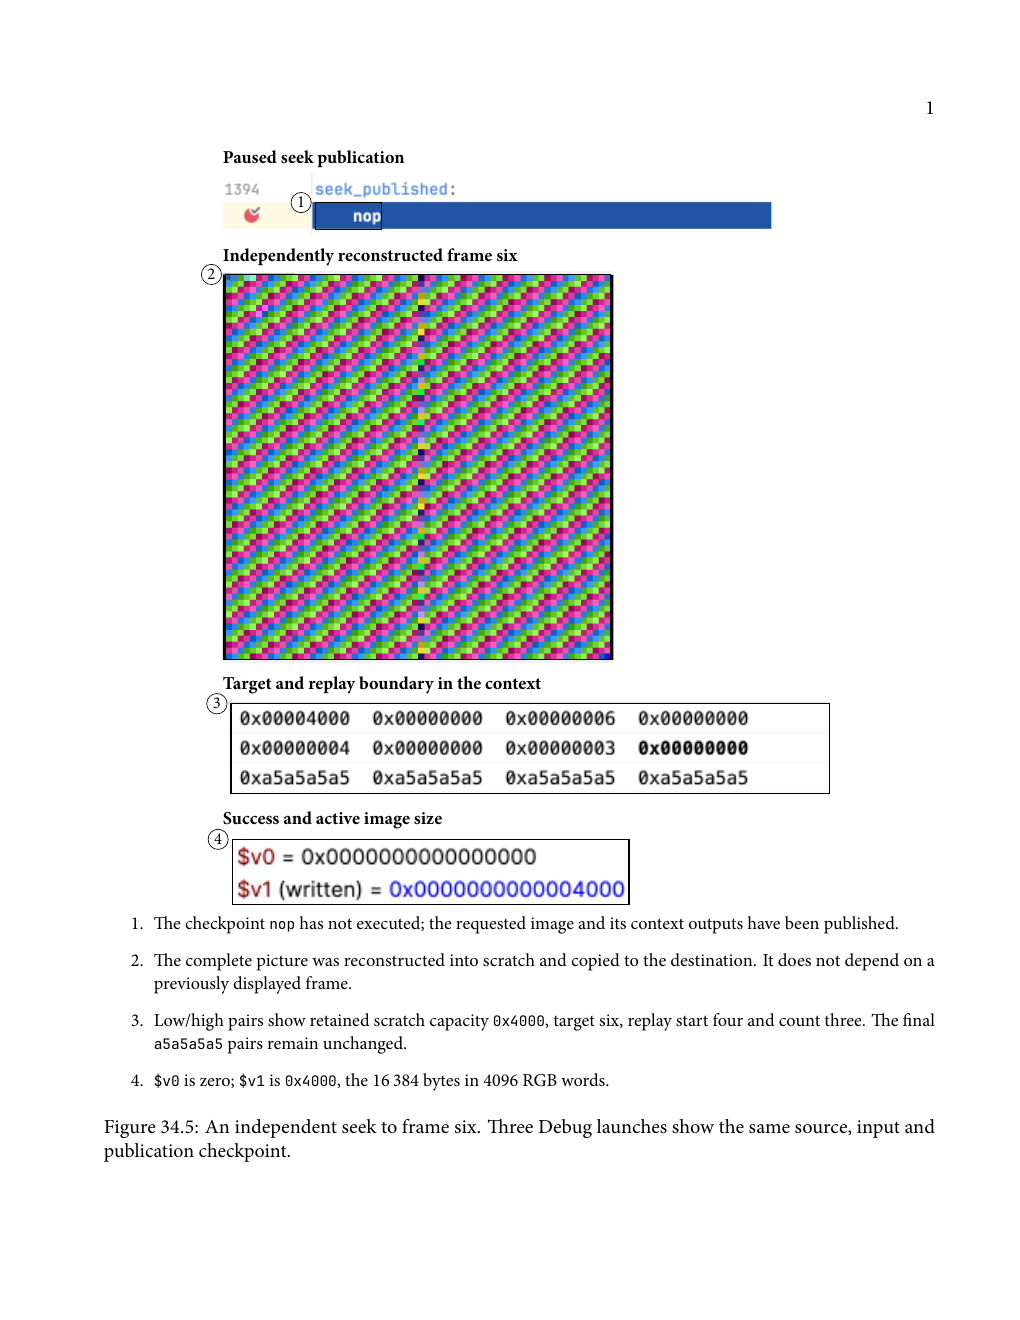 1
Paused seek publication
1394 seek_published:
1 nop
Independently reconstructed frame six
2
Target and replay boundary in the context
3
0x00004000 0x00000000 0x00000006 0x00000000
0x00000004 0x00000000 0x00000003 0x00000000
0xa5a5a5a5 0xa5a5a5a5 0xa5a5a5a5 0xa5a5a5a5
Success and active image size
4
$v0 = 0x0000000000000000
$v1 (written) = 0x0000000000004000
1. The checkpoint nop has not executed; the requested image and its context outputs have been published.
2. The complete picture was reconstructed into scratch and copied to the destination. It does not depend on a
previously displayed frame.
3. Low/high pairs show retained scratch capacity 0x4000, target six, replay start four and count three. The final
a5a5a5a5 pairs remain unchanged.
4. $v0 is zero; $v1 is 0x4000, the 16 384 bytes in 4096 RGB words.
Figure 34.5: An independent seek to frame six. Three Debug launches show the same source, input and
publication checkpoint.